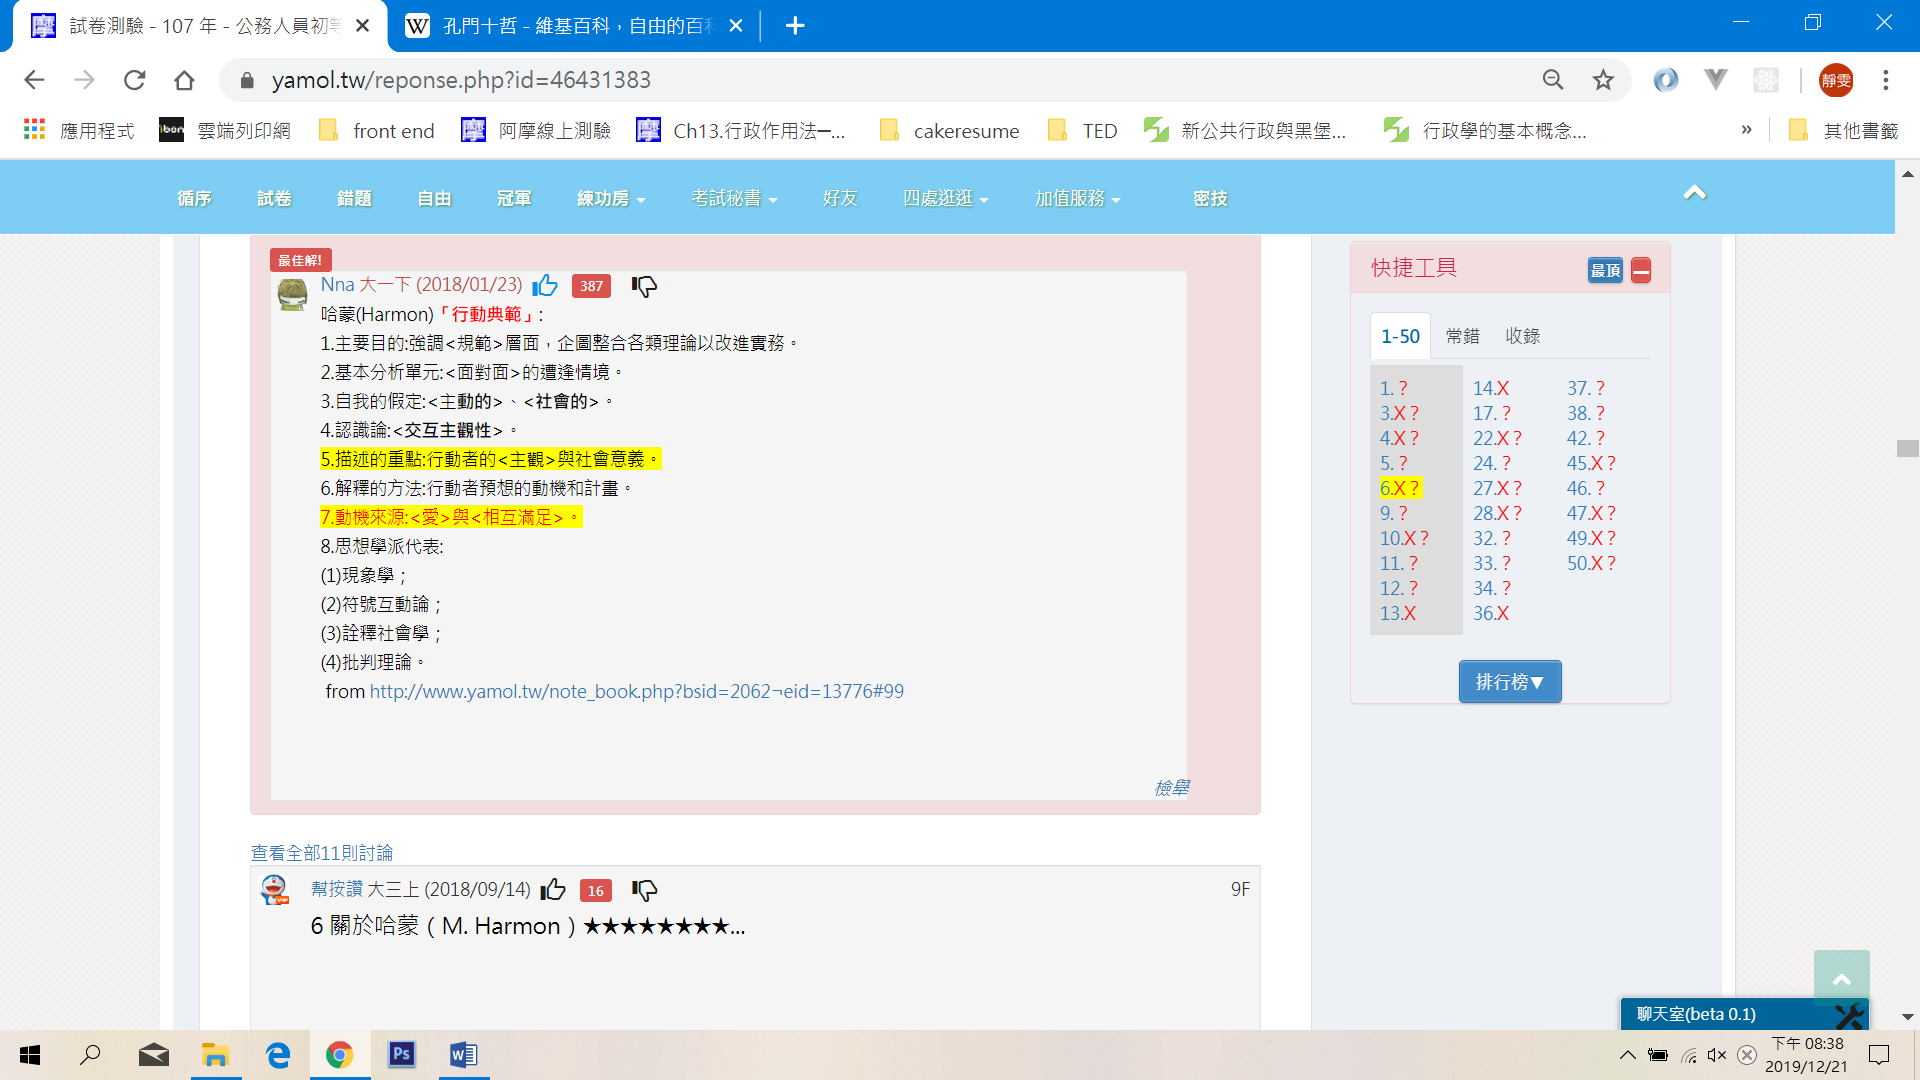 試卷測驗 - 107 年 - 公務人員初等
孔門十哲 - 維基百科，自由的百科
yamol.tw/reponse.php?id=46431383
靜雯
應用程式
ibon
雲端列印網
front end
阿摩線上測驗
Ch13.行政作用法─...
cakeresume
TED
新公共行政與黑堡...
行政學的基本概念...
»
其他書籤
循序
試卷
錯題
自由
冠軍
練功房
考試秘書
好友
四處逛逛
加值服務
密技
最佳解!
Nna 大一下 (2018/01/23) 387
哈蒙(Harmon)「行動典範」:
1.主要目的:強調<規範>層面，企圖整合各類理論以改進實務。
2.基本分析單元:<面對面>的遭逢情境。
3.自我的假定:<主動的>、<社會的>。
4.認識論:<交互主觀性>。
5.描述的重點:行動者的<主觀>與社會意義。
6.解釋的方法:行動者預想的動機和計畫。
7.動機來源:<愛>與<相互滿足>。
8.思想學派代表:
(1)現象學；
(2)符號互動論；
(3)詮釋社會學；
(4)批判理論。
from http://www.yamol.tw/note_book.php?bsid=2062¬eid=13776#99
檢舉
查看全部11則討論
幫按讚 大三上 (2018/09/14) 16
9F
6 關於哈蒙（M. Harmon）★★★★★★★★...
快捷工具
最頂
1-50 常錯 收錄
1. ?
3.X ?
4.X ?
5. ?
6.X ?
9. ?
10.X ?
11. ?
12. ?
13.X
14.X
17. ?
22.X ?
24. ?
27.X ?
28.X ?
32. ?
33. ?
34. ?
36.X
37. ?
38. ?
42. ?
45.X ?
46. ?
47.X ?
49.X ?
50.X ?
排行榜▼
聊天室(beta 0.1)
Ps
下午 08:38
2019/12/21